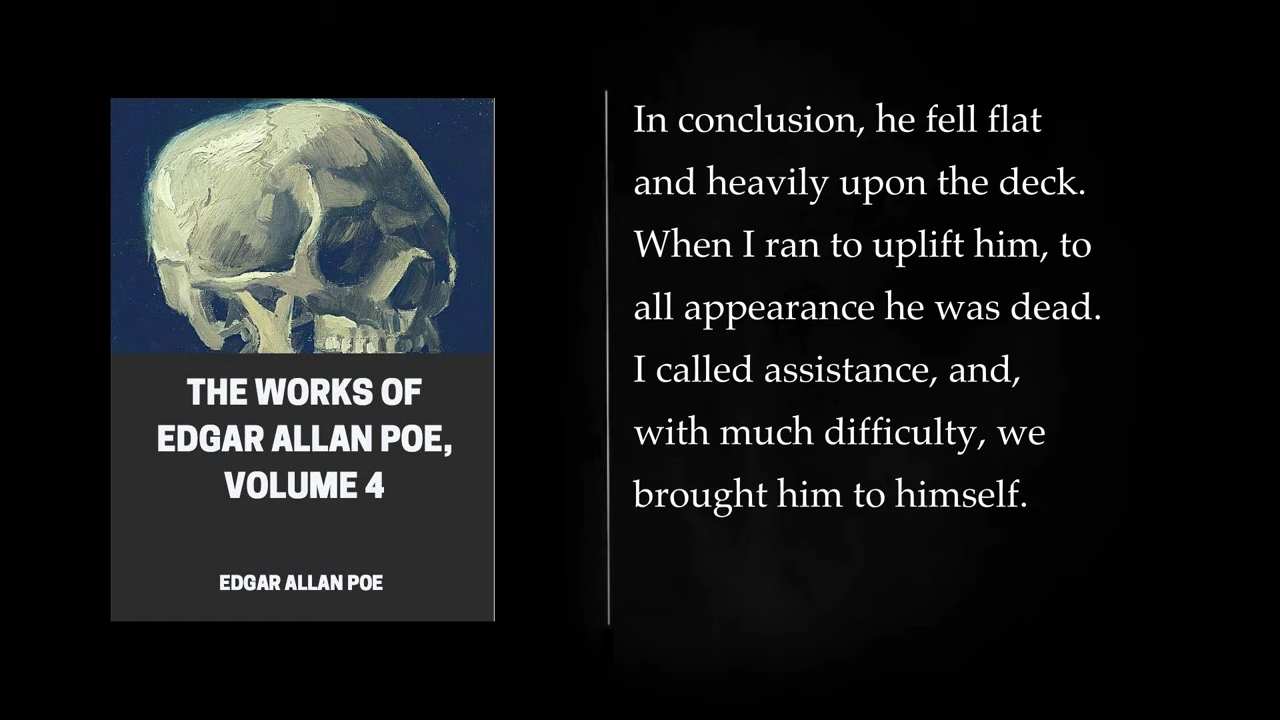 THE WORKS OF
EDGAR ALLAN POE,
VOLUME 4
EDGAR ALLAN POE
In conclusion, he fell flat
and heavily upon the deck.
When I ran to uplift him, to
all appearance he was dead.
I called assistance, and,
with much difficulty, we
brought him to himself.